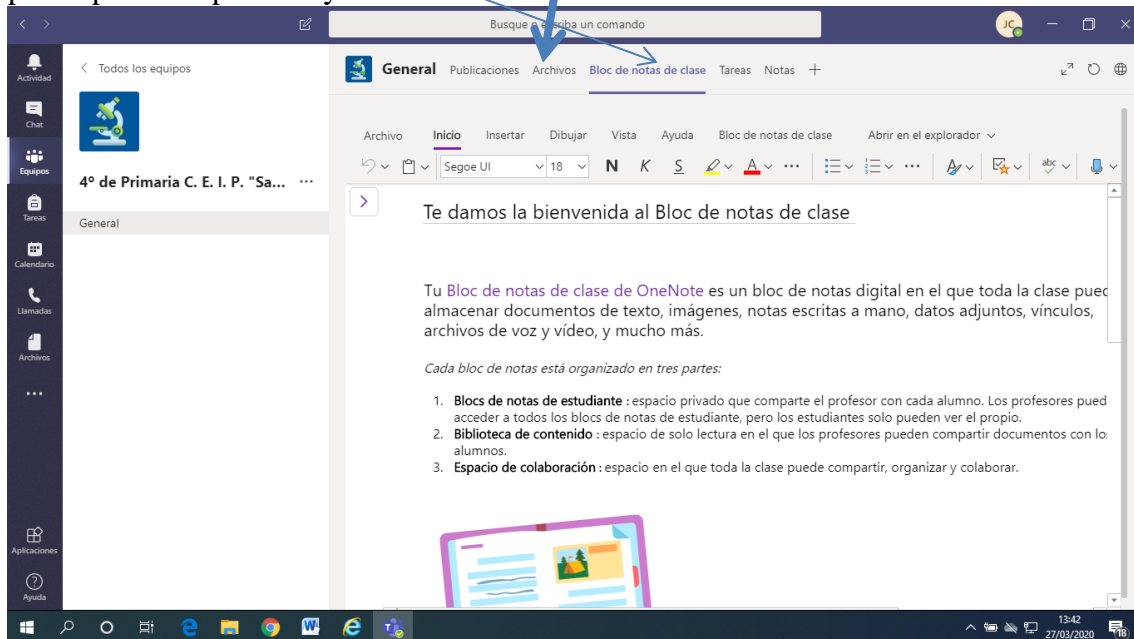 Busque o escriba un comando
JC
Actividad
Chat
Equipos
Tareas
Calendario
Llamadas
Archivos
Aplicaciones
Ayuda
Todos los equipos
4º de Primaria C. E. I. P. "Sa... ...
General
General Publicaciones Archivos Bloc de notas de clase Tareas Notas +
Archivo Inicio Insertar Dibujar Vista Ayuda Bloc de notas de clase Abrir en el explorador
Segoe UI 18 N K S A ... ... A abc
Te damos la bienvenida al Bloc de notas de clase
Tu Bloc de notas de clase de OneNote es un bloc de notas digital en el que toda la clase pued
almacenar documentos de texto, imágenes, notas escritas a mano, datos adjuntos, vínculos,
archivos de voz y vídeo, y mucho más.
Cada bloc de notas está organizado en tres partes:
1. Blocs de notas de estudiante : espacio privado que comparte el profesor con cada alumno. Los profesores pued
acceder a todos los blocs de notas de estudiante, pero los estudiantes solo pueden ver el propio.
2. Biblioteca de contenido : espacio de solo lectura en el que los profesores pueden compartir documentos con lo
alumnos.
3. Espacio de colaboración : espacio en el que toda la clase puede compartir, organizar y colaborar.
13:42
27/03/2020
18